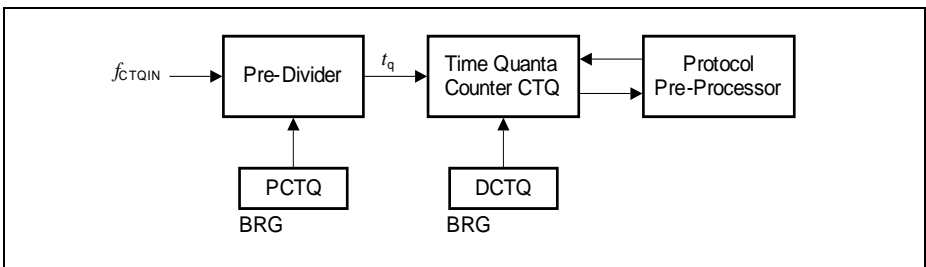 fCTQIN
Pre-Divider
tq
Time Quanta
Counter CTQ
Protocol
Pre-Processor
PCTQ
BRG
DCTQ
BRG